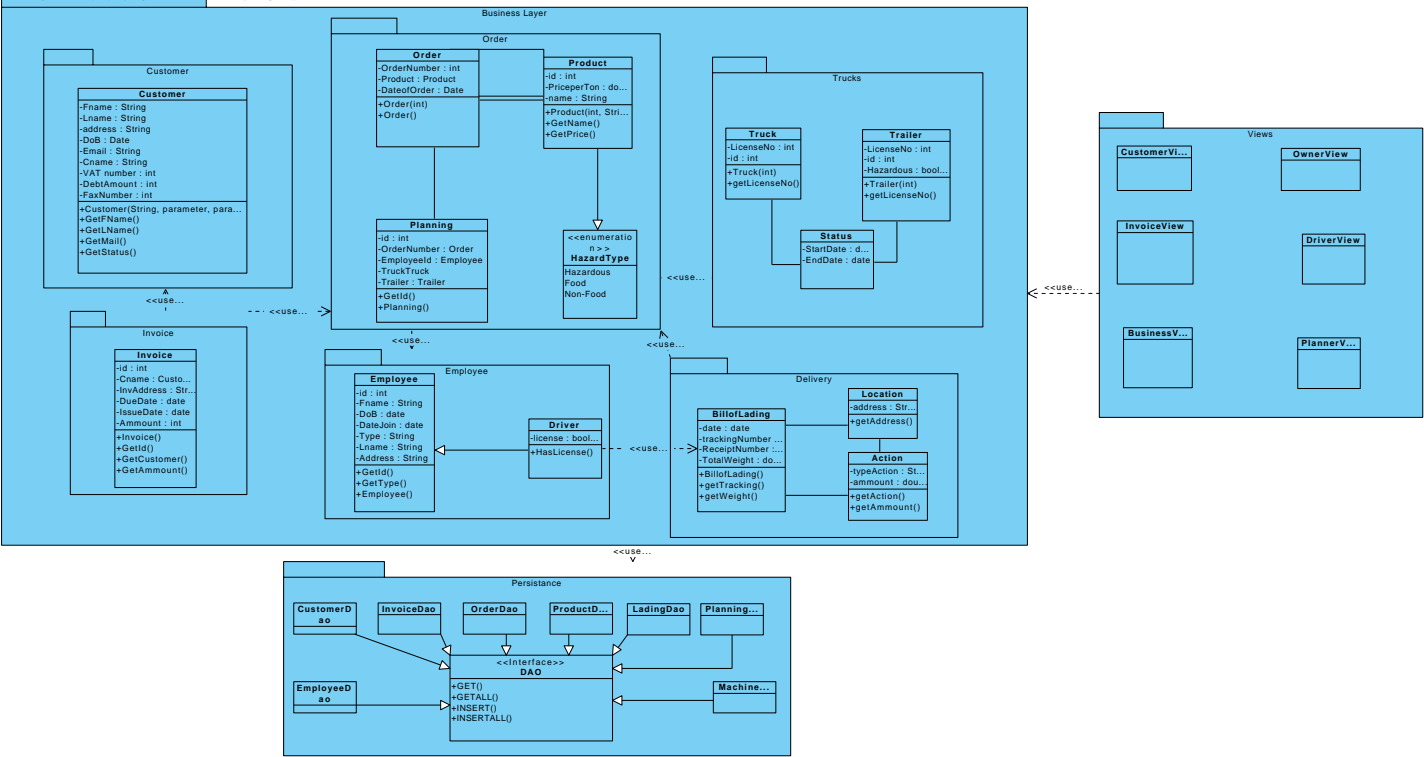 Business Layer
Customer
Customer
-Fname : String
-Lname : String
-address : String
-DoB : Date
-Email : String
-Cname : String
-VAT number : int
-DebtAmount : int
-FaxNumber : int
+Customer(String, parameter, para...
+GetFName()
+GetLName()
+GetMail()
+GetStatus()
<<use...
<<use...
Invoice
Invoice
-id : int
-Cname : Custo...
-InvAddress : Str...
-DueDate : date
-IssueDate : date
-Ammount : int
+Invoice()
+GetId()
+GetCustomer()
+GetAmmount()
Order
Order
-OrderNumber : int
-Product : Product
-DateofOrder : Date
+Order(int)
+Order()
Product
-id : int
-PriceperTon : do...
-name : String
+Product(int, Stri...
+GetName()
+GetPrice()
Planning
-id : int
-OrderNumber : Order
-EmployeeId : Employee
-TruckTruck
-Trailer : Trailer
+GetId()
+Planning()
<<enumeratio
n>>
HazardType
Hazardous
Food
Non-Food
<<use...
<<use...
<<use...
Trucks
Truck
-LicenseNo : int
-id : int
+Truck(int)
+getLicenseNo()
Trailer
-LicenseNo : int
-id : int
-Hazardous : bool...
+Trailer(int)
+getLicenseNo()
Status
-StartDate : d...
-EndDate : date
Employee
Employee
-id : int
-Fname : String
-DoB : date
-DateJoin : date
-Type : String
-Lname : String
-Address : String
+GetId()
+GetType()
+Employee()
Driver
-license : bool...
+HasLicense()
<<use...
Delivery
BillofLading
-date : date
-trackingNumber ...
-ReceiptNumber :...
-TotalWeight : do...
+BillofLading()
+getTracking()
+getWeight()
Location
-address : Str...
+getAddress()
Action
-typeAction : St...
-ammount : dou...
+getAction()
+getAmmount()
<<use...
Views
CustomerVi...
OwnerView
InvoiceView
DriverView
BusinessV...
PlannerV...
<<use...
Persistance
CustomerD
ao
InvoiceDao
OrderDao
ProductD...
LadingDao
Planning...
<<Interface>>
DAO
+GET()
+GETALL()
+INSERT()
+INSERTALL()
EmployeeD
ao
Machine...